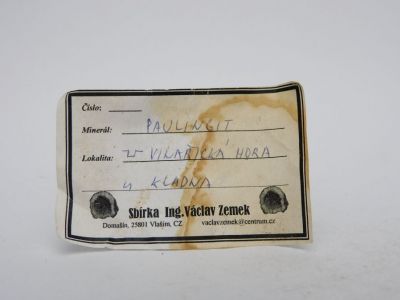 Číslo:
Minerál: PAULINGIT
Lokalita: VINAŘICKÁ HORA
U KLADNA
Sbírka Ing.Václav Zemek
Domašín, 25801 Vlašim, CZ vaclav.zemek@centrum.cz